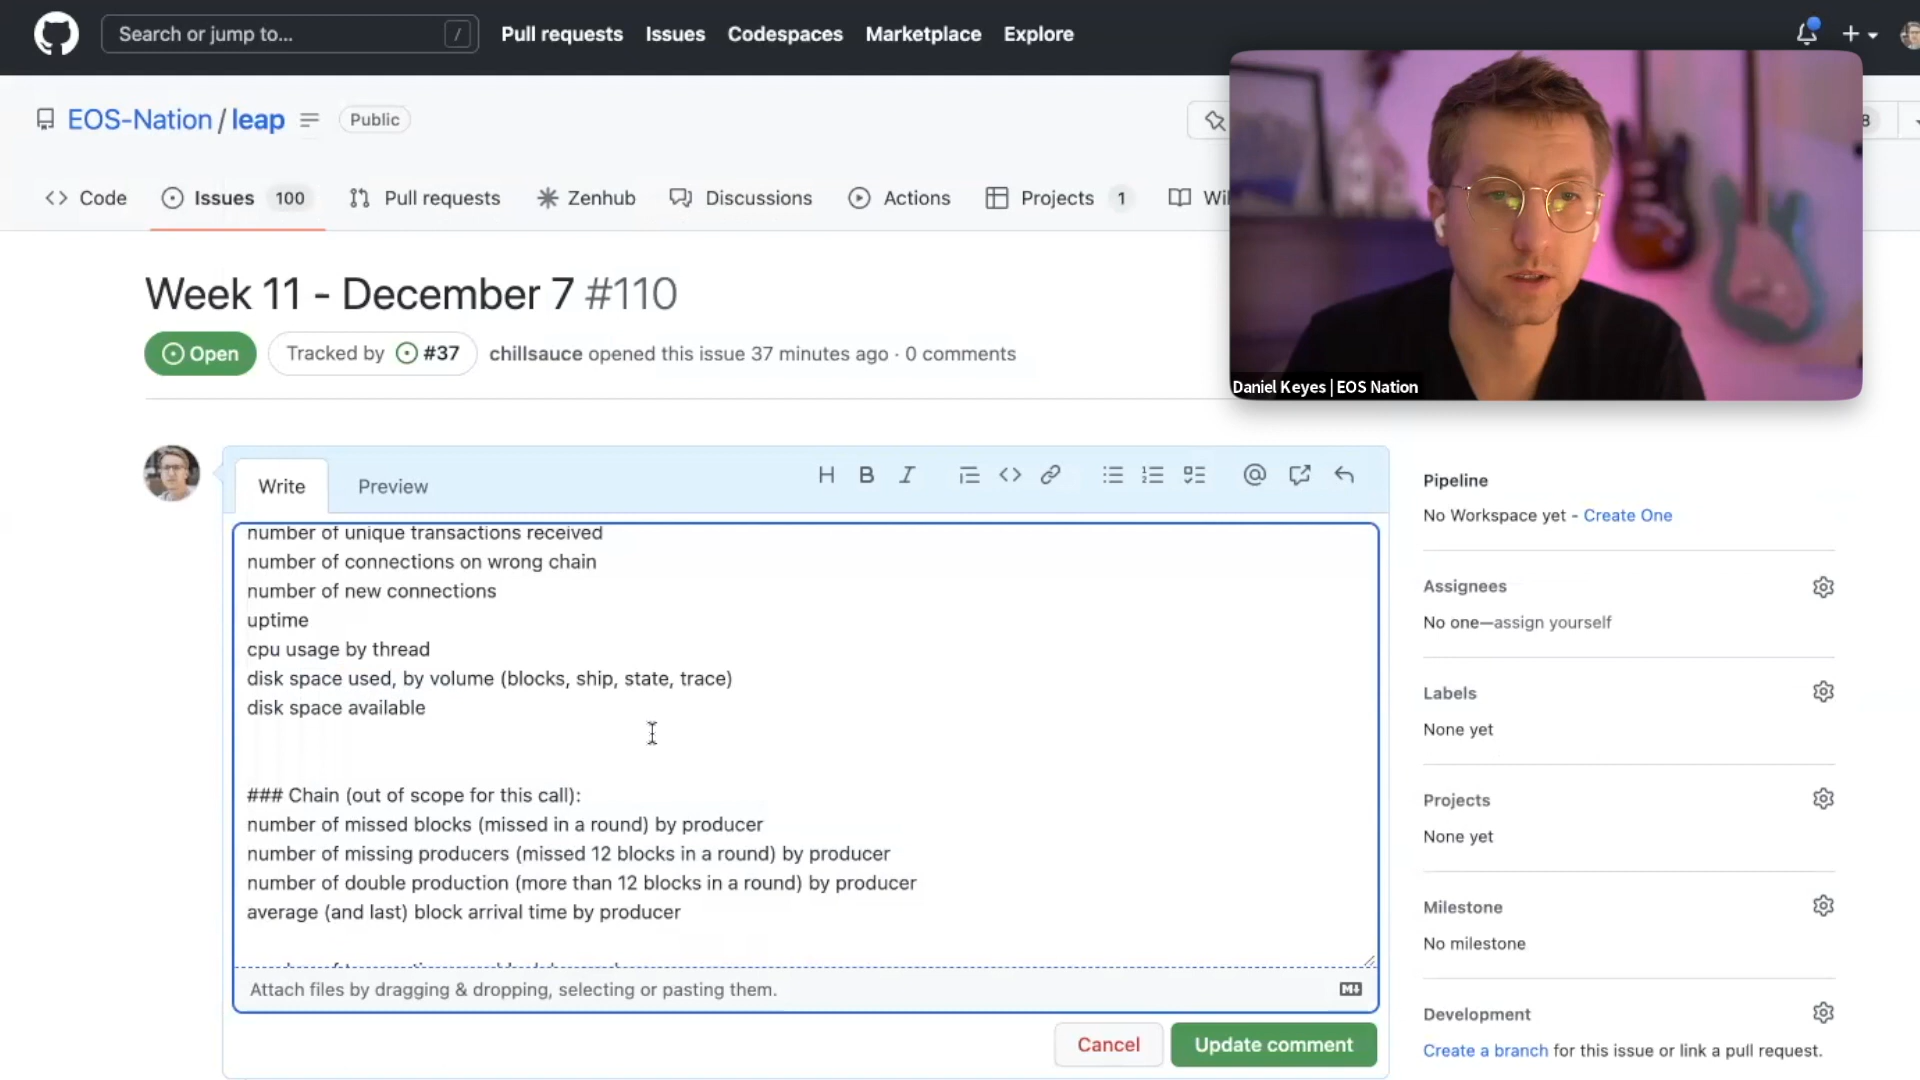 Search or jump to... /
Pull requests Issues Codespaces Marketplace Explore
EOS-Nation / leap Public
8
Code Issues 100 Pull requests Zenhub Discussions Actions Projects 1
Week 11 - December 7 #110
Open Tracked by #37 chillsauce opened this issue 37 minutes ago · 0 comments
Daniel Keyes | EOS Nation
Write Preview
number of unique transactions received
number of connections on wrong chain
number of new connections
uptime
cpu usage by thread
disk space used, by volume (blocks, ship, state, trace)
disk space available
### Chain (out of scope for this call):
number of missed blocks (missed in a round) by producer
number of missing producers (missed 12 blocks in a round) by producer
number of double production (more than 12 blocks in a round) by producer
average (and last) block arrival time by producer
Attach files by dragging & dropping, selecting or pasting them.
Cancel Update comment
Pipeline
No Workspace yet - Create One
Assignees
No one—assign yourself
Labels
None yet
Projects
None yet
Milestone
No milestone
Development
Create a branch for this issue or link a pull request.